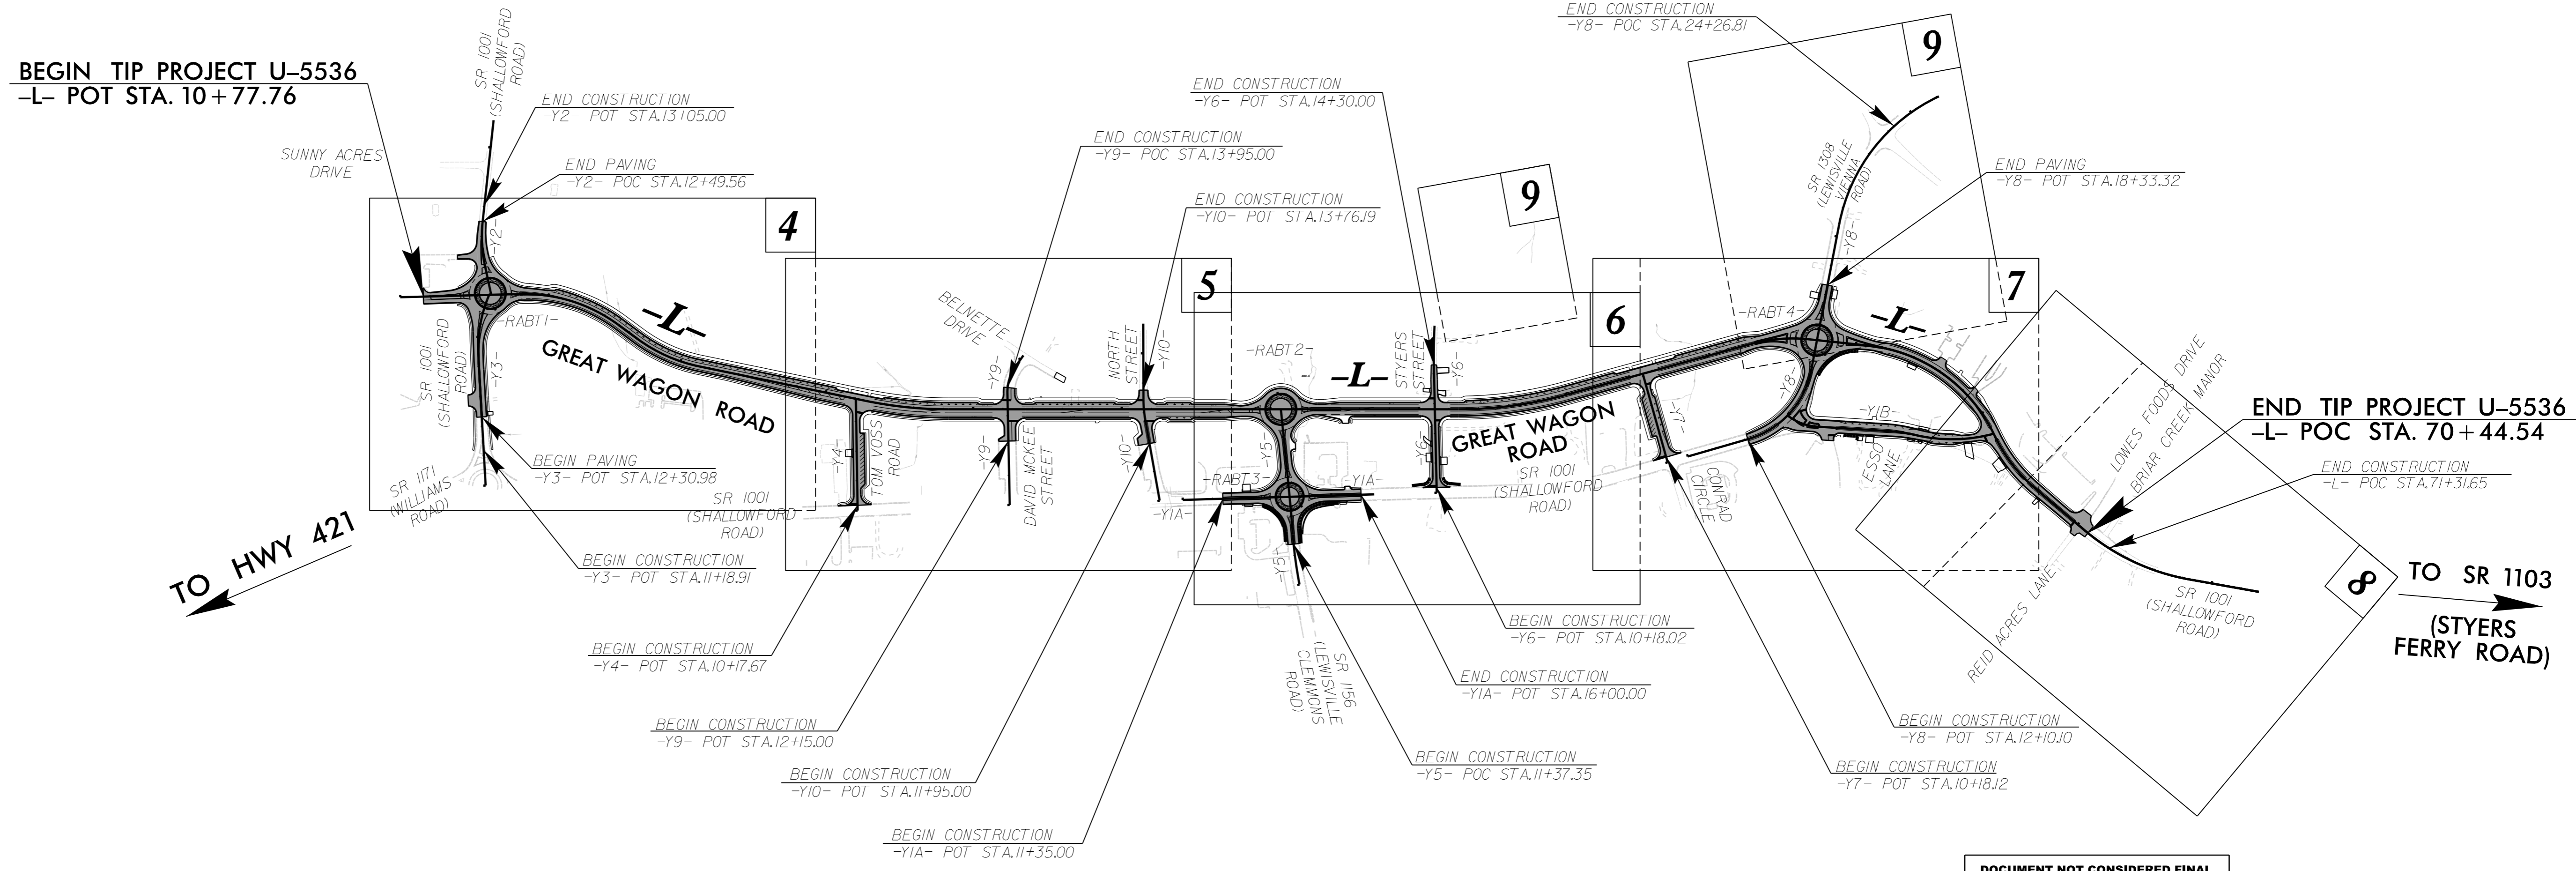 BEGIN TIP PROJECT U–5536
–L– POT STA. 10+77.76
SR 1001
(SHALLOWFORD
ROAD)
SUNNY ACRES
DRIVE
END CONSTRUCTION
-Y2- POT STA.13+05.00
END PAVING
-Y2- POC STA.12+49.56
-Y2-
4
-RABT1-
-L-
GREAT WAGON ROAD
SR 1001
(SHALLOWFORD
ROAD)
-Y3-
BEGIN PAVING
-Y3- POT STA.12+30.98
SR 1171
(WILLIAMS
ROAD)
TO HWY 421
BEGIN CONSTRUCTION
-Y3- POT STA.11+18.91
SR 1001
(SHALLOWFORD
ROAD)
-Y4-
TOM VOSS
ROAD
BEGIN CONSTRUCTION
-Y4- POT STA.10+17.67
END CONSTRUCTION
-Y6- POT STA.14+30.00
END CONSTRUCTION
-Y9- POC STA.13+95.00
END CONSTRUCTION
-Y10- POT STA.13+76.19
5
BELNETTE
DRIVE
-Y9-
NORTH
STREET
-Y10-
-Y9-
DAVID MCKEE
STREET
-Y10-
-Y1A-
BEGIN CONSTRUCTION
-Y9- POT STA.12+15.00
BEGIN CONSTRUCTION
-Y10- POT STA.11+95.00
BEGIN CONSTRUCTION
-Y1A- POT STA.11+35.00
9
6
-RABT2-
-L-
STYERS
STREET
-Y6-
-Y5-
-RABT3-
-Y1A-
-Y6-
GREAT WAGON
ROAD
SR 1001
(SHALLOWFORD
ROAD)
-Y5-
SR 1156
(LEWISVILLE
CLEMMONS
ROAD)
BEGIN CONSTRUCTION
-Y6- POT STA.10+18.02
END CONSTRUCTION
-Y1A- POT STA.16+00.00
BEGIN CONSTRUCTION
-Y5- POC STA.11+37.35
END CONSTRUCTION
-Y8- POC STA.24+26.81
9
SR 1308
(LEWISVILLE
VIENNA
ROAD)
END PAVING
-Y8- POT STA.18+33.32
-Y8-
7
-RABT4-
-L-
-Y8-
-Y7-
CONRAD
CIRCLE
-Y1B-
ESSO
LANE
LOWES FOODS DRIVE
BRIAR CREEK MANOR
END TIP PROJECT U–5536
–L– POC STA. 70+44.54
END CONSTRUCTION
-L- POC STA.71+31.65
REID ACRES LANE
SR 1001
(SHALLOWFORD
ROAD)
8
TO SR 1103
(STYERS
FERRY ROAD)
BEGIN CONSTRUCTION
-Y8- POT STA.12+10.10
BEGIN CONSTRUCTION
-Y7- POT STA.10+18.12
DOCUMENT NOT CONSIDERED FINAL